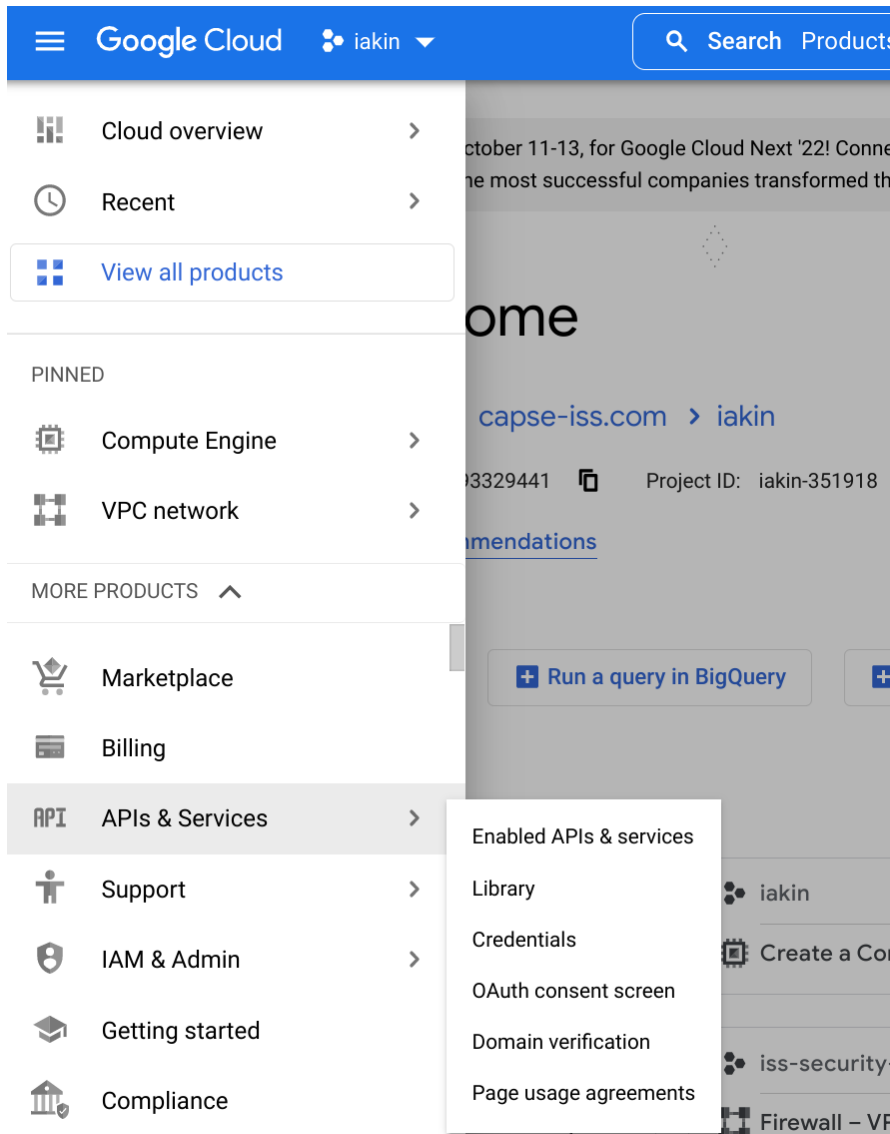 Google Cloud iakin Search Products
Cloud overview
Recent
View all products
ctober 11-13, for Google Cloud Next '22! Conne
he most successful companies transformed th
ome
capse-iss.com > iakin
93329441 Project ID: iakin-351918
mmendations
PINNED
Compute Engine
VPC network
MORE PRODUCTS
Marketplace
Billing
API APIs & Services
Support
IAM & Admin
Getting started
Compliance
Run a query in BigQuery
Enabled APIs & services
Library
Credentials
OAuth consent screen
Domain verification
Page usage agreements
iakin
Create a Con
iss-security-
Firewall – VP